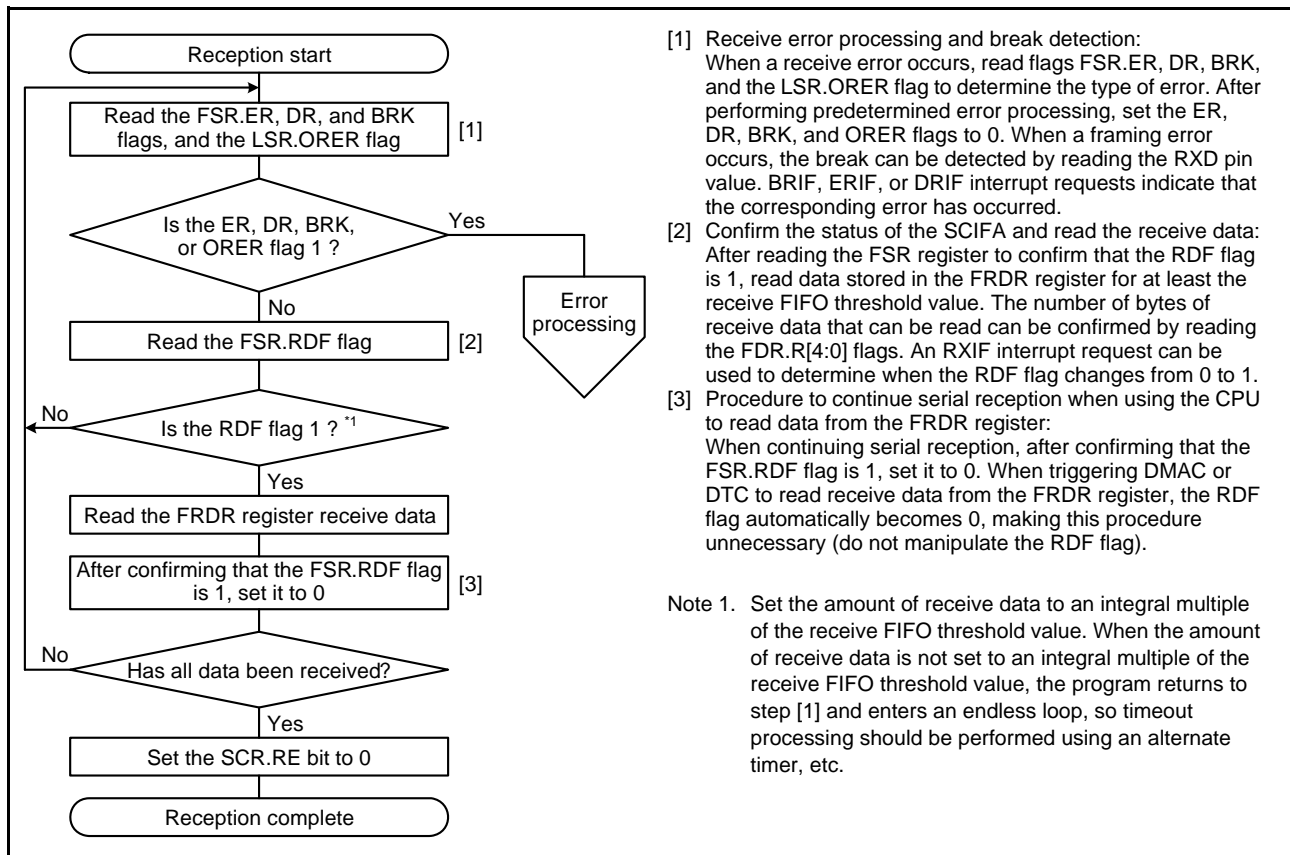 Reception start
Read the FSR.ER, DR, and BRK
flags, and the LSR.ORER flag
[1]
Is the ER, DR, BRK,
or ORER flag 1 ?
Yes
No
Error
processing
Read the FSR.RDF flag
[2]
No
Is the RDF flag 1 ? *1
Yes
Read the FRDR register receive data
After confirming that the FSR.RDF flag
is 1, set it to 0
[3]
No
Has all data been received?
Yes
Set the SCR.RE bit to 0
Reception complete
[1] Receive error processing and break detection:
When a receive error occurs, read flags FSR.ER, DR, BRK,
and the LSR.ORER flag to determine the type of error. After
performing predetermined error processing, set the ER,
DR, BRK, and ORER flags to 0. When a framing error
occurs, the break can be detected by reading the RXD pin
value. BRIF, ERIF, or DRIF interrupt requests indicate that
the corresponding error has occurred.
[2] Confirm the status of the SCIFA and read the receive data:
After reading the FSR register to confirm that the RDF flag
is 1, read data stored in the FRDR register for at least the
receive FIFO threshold value. The number of bytes of
receive data that can be read can be confirmed by reading
the FDR.R[4:0] flags. An RXIF interrupt request can be
used to determine when the RDF flag changes from 0 to 1.
[3] Procedure to continue serial reception when using the CPU
to read data from the FRDR register:
When continuing serial reception, after confirming that the
FSR.RDF flag is 1, set it to 0. When triggering DMAC or
DTC to read receive data from the FRDR register, the RDF
flag automatically becomes 0, making this procedure
unnecessary (do not manipulate the RDF flag).
Note 1. Set the amount of receive data to an integral multiple
of the receive FIFO threshold value. When the amount
of receive data is not set to an integral multiple of the
receive FIFO threshold value, the program returns to
step [1] and enters an endless loop, so timeout
processing should be performed using an alternate
timer, etc.